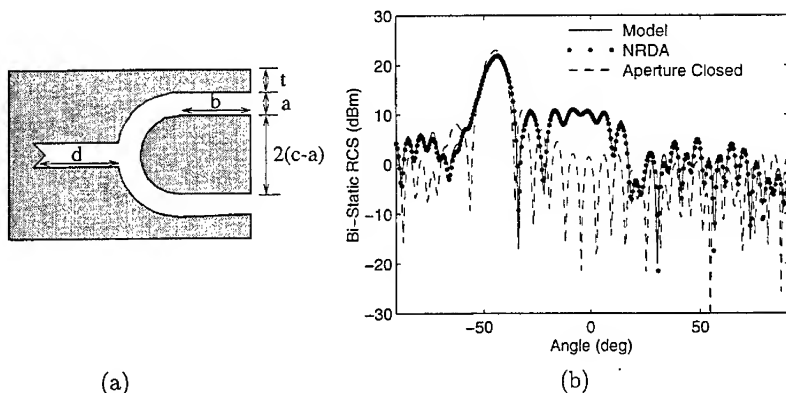 t
a
b
d
2(c-a)
(a)
Model
NRDA
Aperture Closed
30
20
10
0
−10
−20
−30
Bi−Static RCS (dBm)
−50
0
50
Angle (deg)
(b)